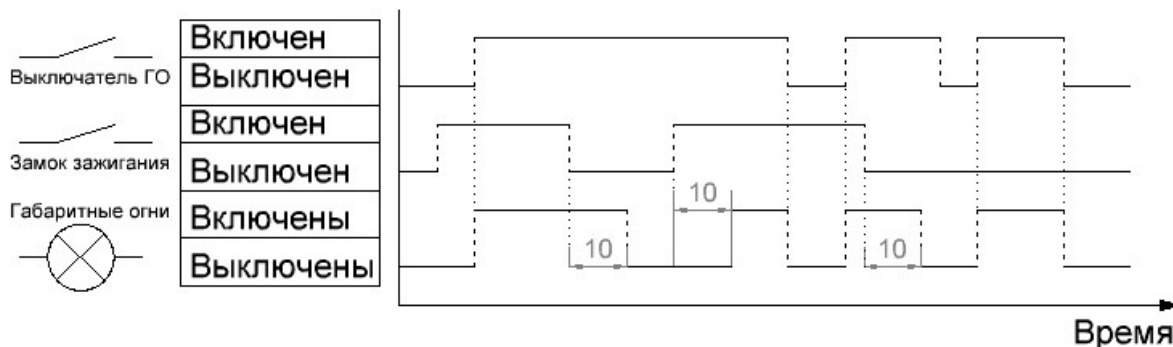 Включен
Выключатель ГО
Выключен
Включен
Замок зажигания
Выключен
Габаритные огни
Включены
Выключены
10
10
10
Время